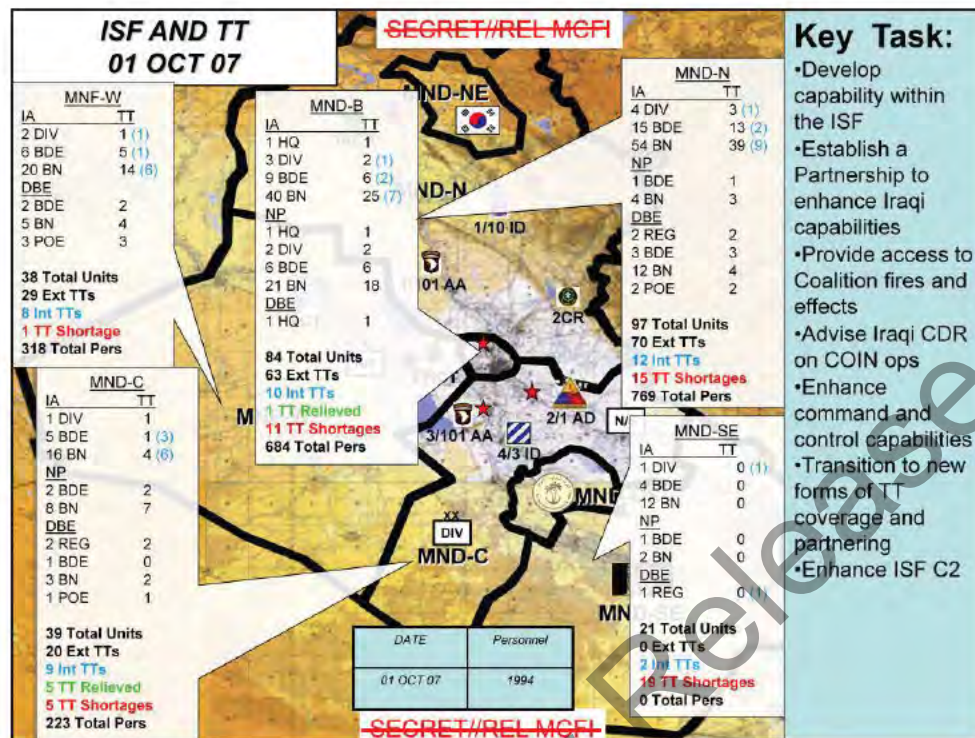 ISF AND TT
01 OCT 07
SECRET//REL MCFI
MNF-W
IA TT
2 DIV 1 (1)
6 BDE 5 (1)
20 BN 14 (6)
DBE
2 BDE 2
5 BN 4
3 POE 3
38 Total Units
29 Ext TTs
8 Int TTs
1 TT Shortage
318 Total Pers
MND-B
IA TT
1 HQ 1
3 DIV 2 (1)
9 BDE 6 (2)
40 BN 25 (7)
NP
1 HQ 1
2 DIV 2
6 BDE 6
21 BN 18
DBE
1 HQ 1
84 Total Units
63 Ext TTs
10 Int TTs
1 TT Relieved
11 TT Shortages
684 Total Pers
MND-N
IA TT
4 DIV 3 (1)
15 BDE 13 (2)
54 BN 39 (9)
NP
1 BDE 1
4 BN 3
DBE
2 REG 2
3 BDE 3
12 BN 4
2 POE 2
97 Total Units
70 Ext TTs
12 Int TTs
15 TT Shortages
769 Total Pers
MND-C
IA TT
1 DIV 1
5 BDE 1 (3)
16 BN 4 (6)
NP
2 BDE 2
8 BN 7
DBE
2 REG 2
1 BDE 0
3 BN 2
1 POE 1
39 Total Units
20 Ext TTs
9 Int TTs
5 TT Relieved
5 TT Shortages
223 Total Pers
MND-SE
IA TT
1 DIV 0 (1)
4 BDE 0
12 BN 0
NP
1 BDE 0
2 BN 0
DBE
1 REG 0 (1)
21 Total Units
0 Ext TTs
2 Int TTs
19 TT Shortages
0 Total Pers
MND-NE
ND-N
1/10 ID
101 AA
2CR
3/101 AA
2/1 AD
4/3 ID
XX
DIV
MND-C
MND-SE
DATE Personnel
01 OCT 07 1994
SECRET//REL MCFI
Key Task:
•Develop
capability within
the ISF
•Establish a
Partnership to
enhance Iraqi
capabilities
•Provide access to
Coalition fires and
effects
•Advise Iraqi CDR
on COIN ops
•Enhance
command and
control capabilities
•Transition to new
forms of TT
coverage and
partnering
•Enhance ISF C2
Release